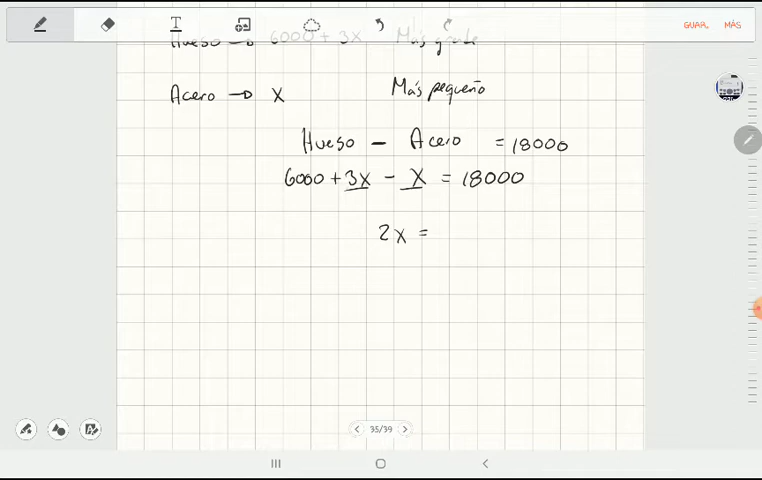 GUAR. MÁS
T
Hueso → 6000 + 3X Más grande
Acero → X Más pequeño
Hueso - Acero = 18000
6000 + 3X - X = 18000
2X =
35/39